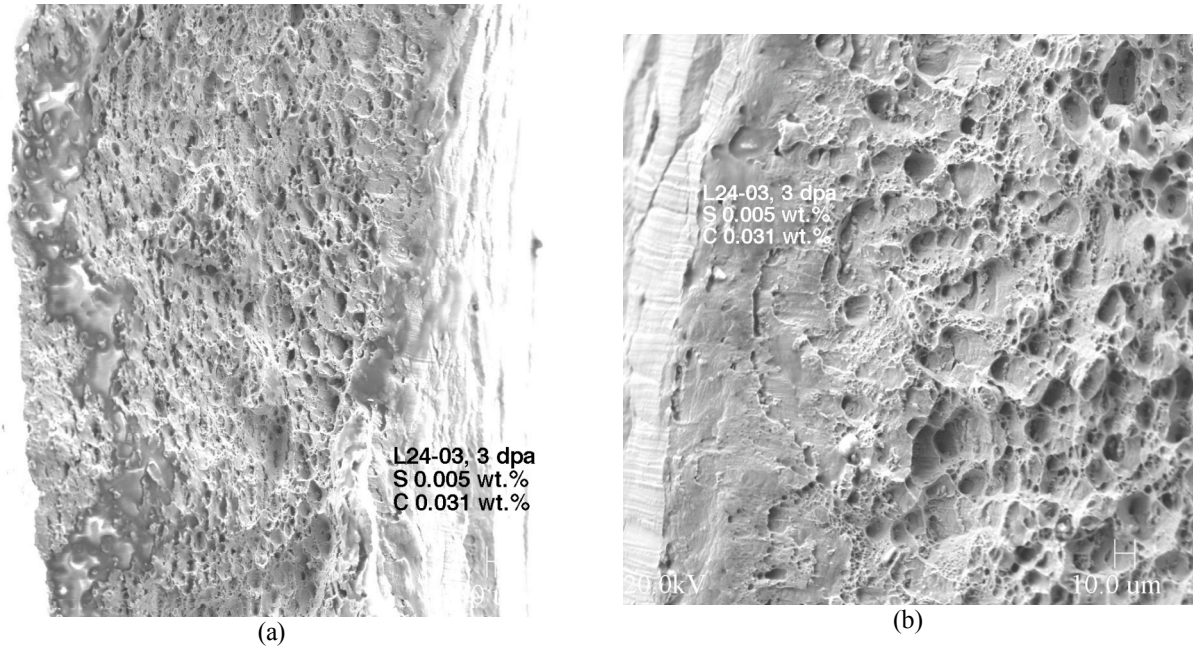 L24-03, 3 dpa
S 0.005 wt.%
C 0.031 wt.%
(a)
L24-03, 3 dpa
S 0.005 wt.%
C 0.031 wt.%
20.0kV
10.0 um
(b)